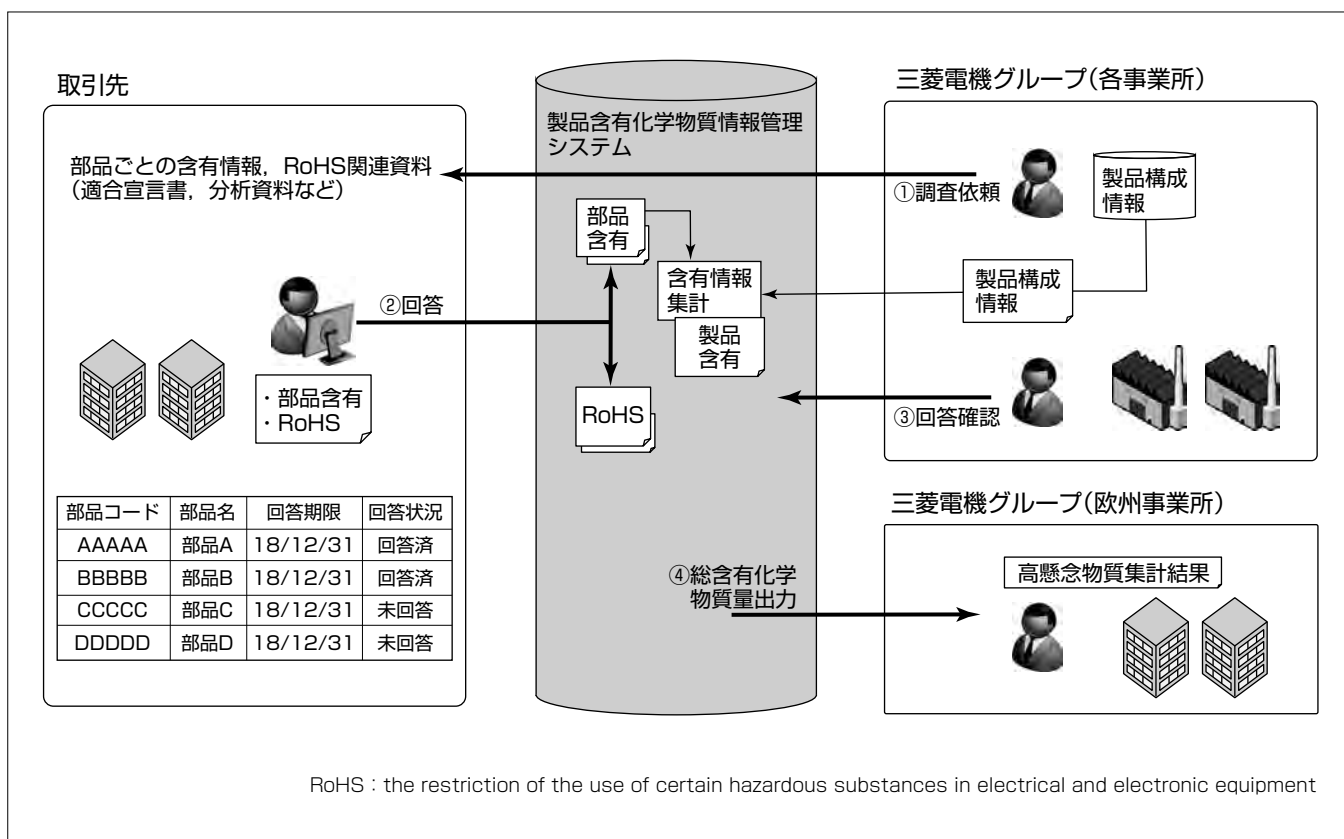 取引先
部品ごとの含有情報，RoHS関連資料
（適合宣言書，分析資料など）
②回答
・部品含有
・RoHS
部品コード 部品名 回答期限 回答状況
AAAAA 部品A 18/12/31 回答済
BBBBB 部品B 18/12/31 回答済
CCCCC 部品C 18/12/31 未回答
DDDDD 部品D 18/12/31 未回答
製品含有化学物質情報管理
システム
部品
含有
含有情報
集計
製品
含有
RoHS
三菱電機グループ（各事業所）
①調査依頼
製品構成
情報
製品構成
情報
③回答確認
三菱電機グループ（欧州事業所）
④総含有化学
物質量出力
高懸念物質集計結果
RoHS：the restriction of the use of certain hazardous substances in electrical and electronic equipment